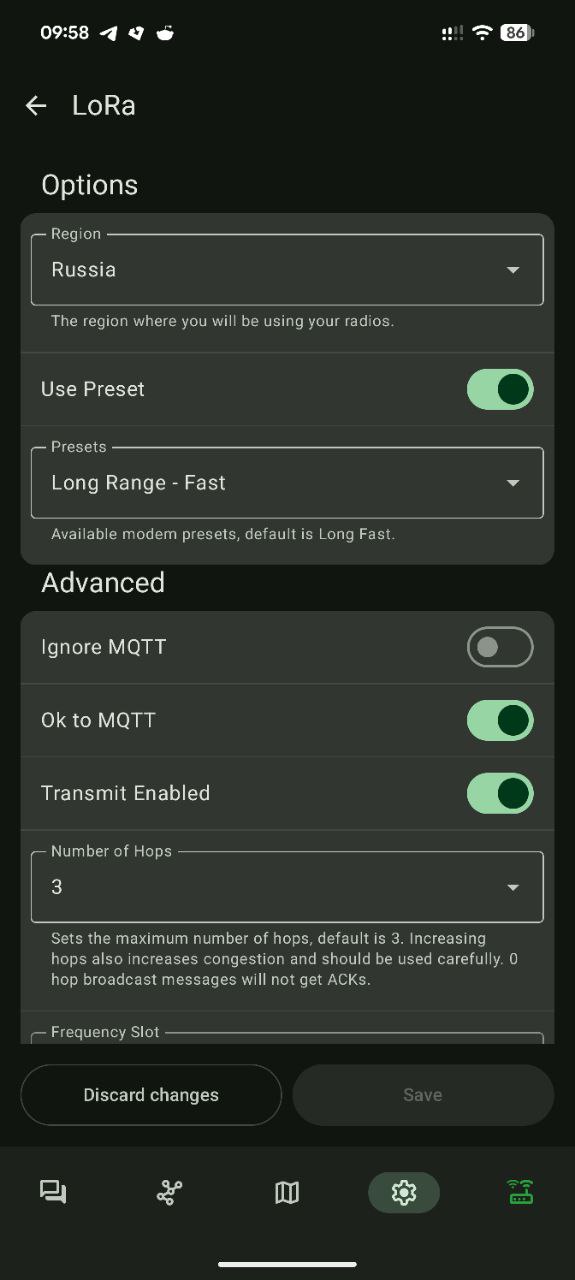 09:58
86
LoRa
Options
Region
Russia
The region where you will be using your radios.
Use Preset
Presets
Long Range - Fast
Available modem presets, default is Long Fast.
Advanced
Ignore MQTT
Ok to MQTT
Transmit Enabled
Number of Hops
3
Sets the maximum number of hops, default is 3. Increasing
hops also increases congestion and should be used carefully. 0
hop broadcast messages will not get ACKs.
Frequency Slot
Discard changes
Save